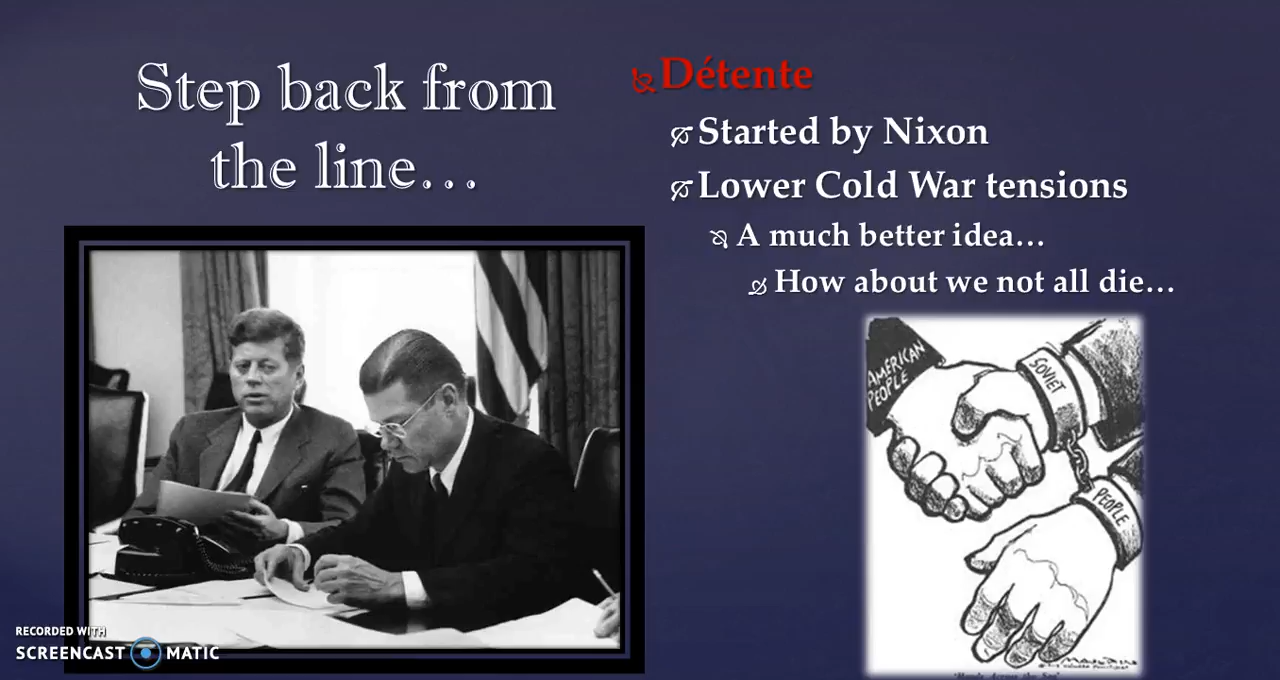 Step back from
the line…
Détente
Started by Nixon
Lower Cold War tensions
A much better idea…
How about we not all die…
AMERICAN
PEOPLE
SOVIET
PEOPLE
MAULDIN
RECORDED WITH
SCREENCAST MATIC